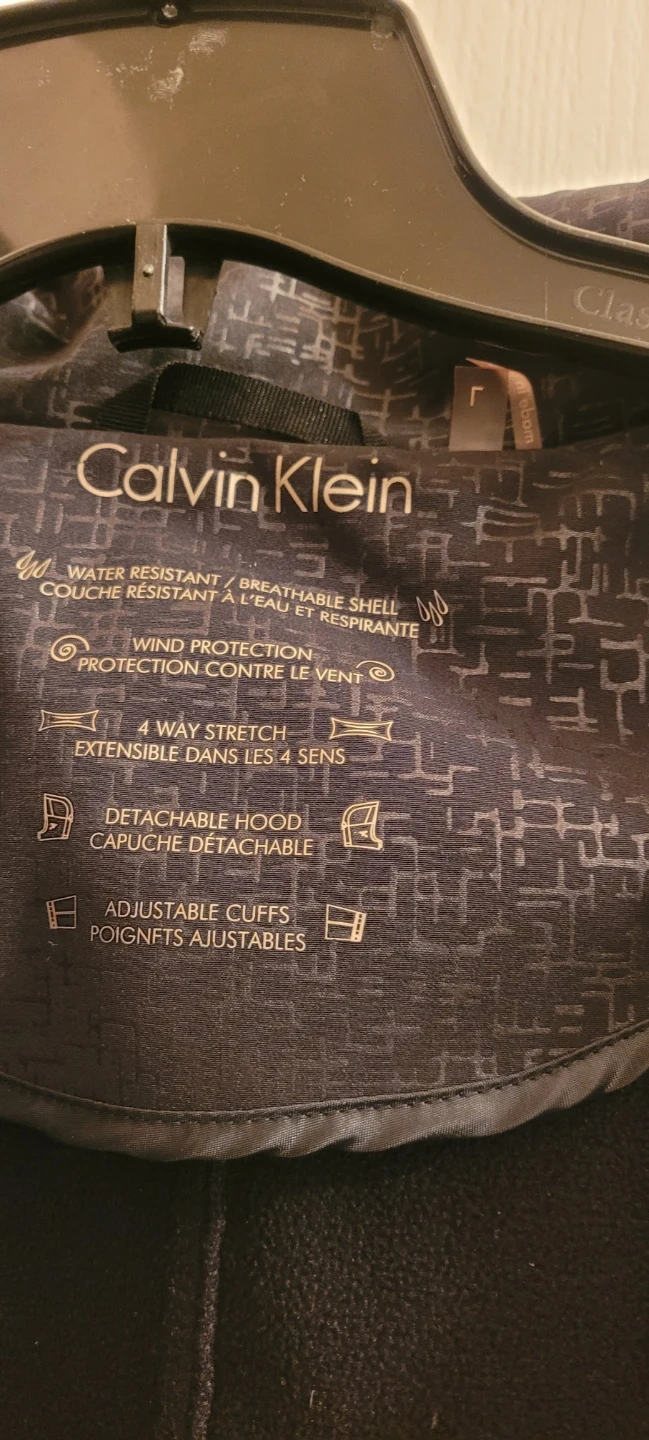 Clas
L
Calvin Klein
WATER RESISTANT / BREATHABLE SHELL
COUCHE RÉSISTANT À L'EAU ET RESPIRANTE
WIND PROTECTION
PROTECTION CONTRE LE VENT
4 WAY STRETCH
EXTENSIBLE DANS LES 4 SENS
DETACHABLE HOOD
CAPUCHE DÉTACHABLE
ADJUSTABLE CUFFS
POIGNFTS AJUSTABLES